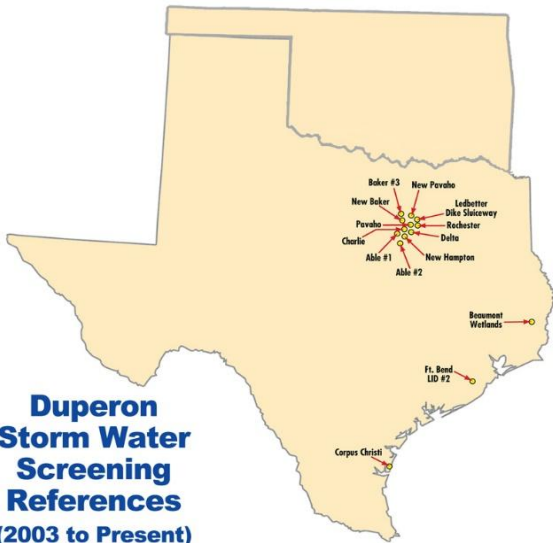 Baker #3
New Pavaho
New Baker
Ledbetter
Dike Sluiceway
Pavaho
Rochester
Charlie
Delta
Able #1
New Hampton
Able #2
Beaumont
Wetlands
Ft. Bend
LID #2
Corpus Christi
Duperon
Storm Water
Screening
References
(2003 to Present)